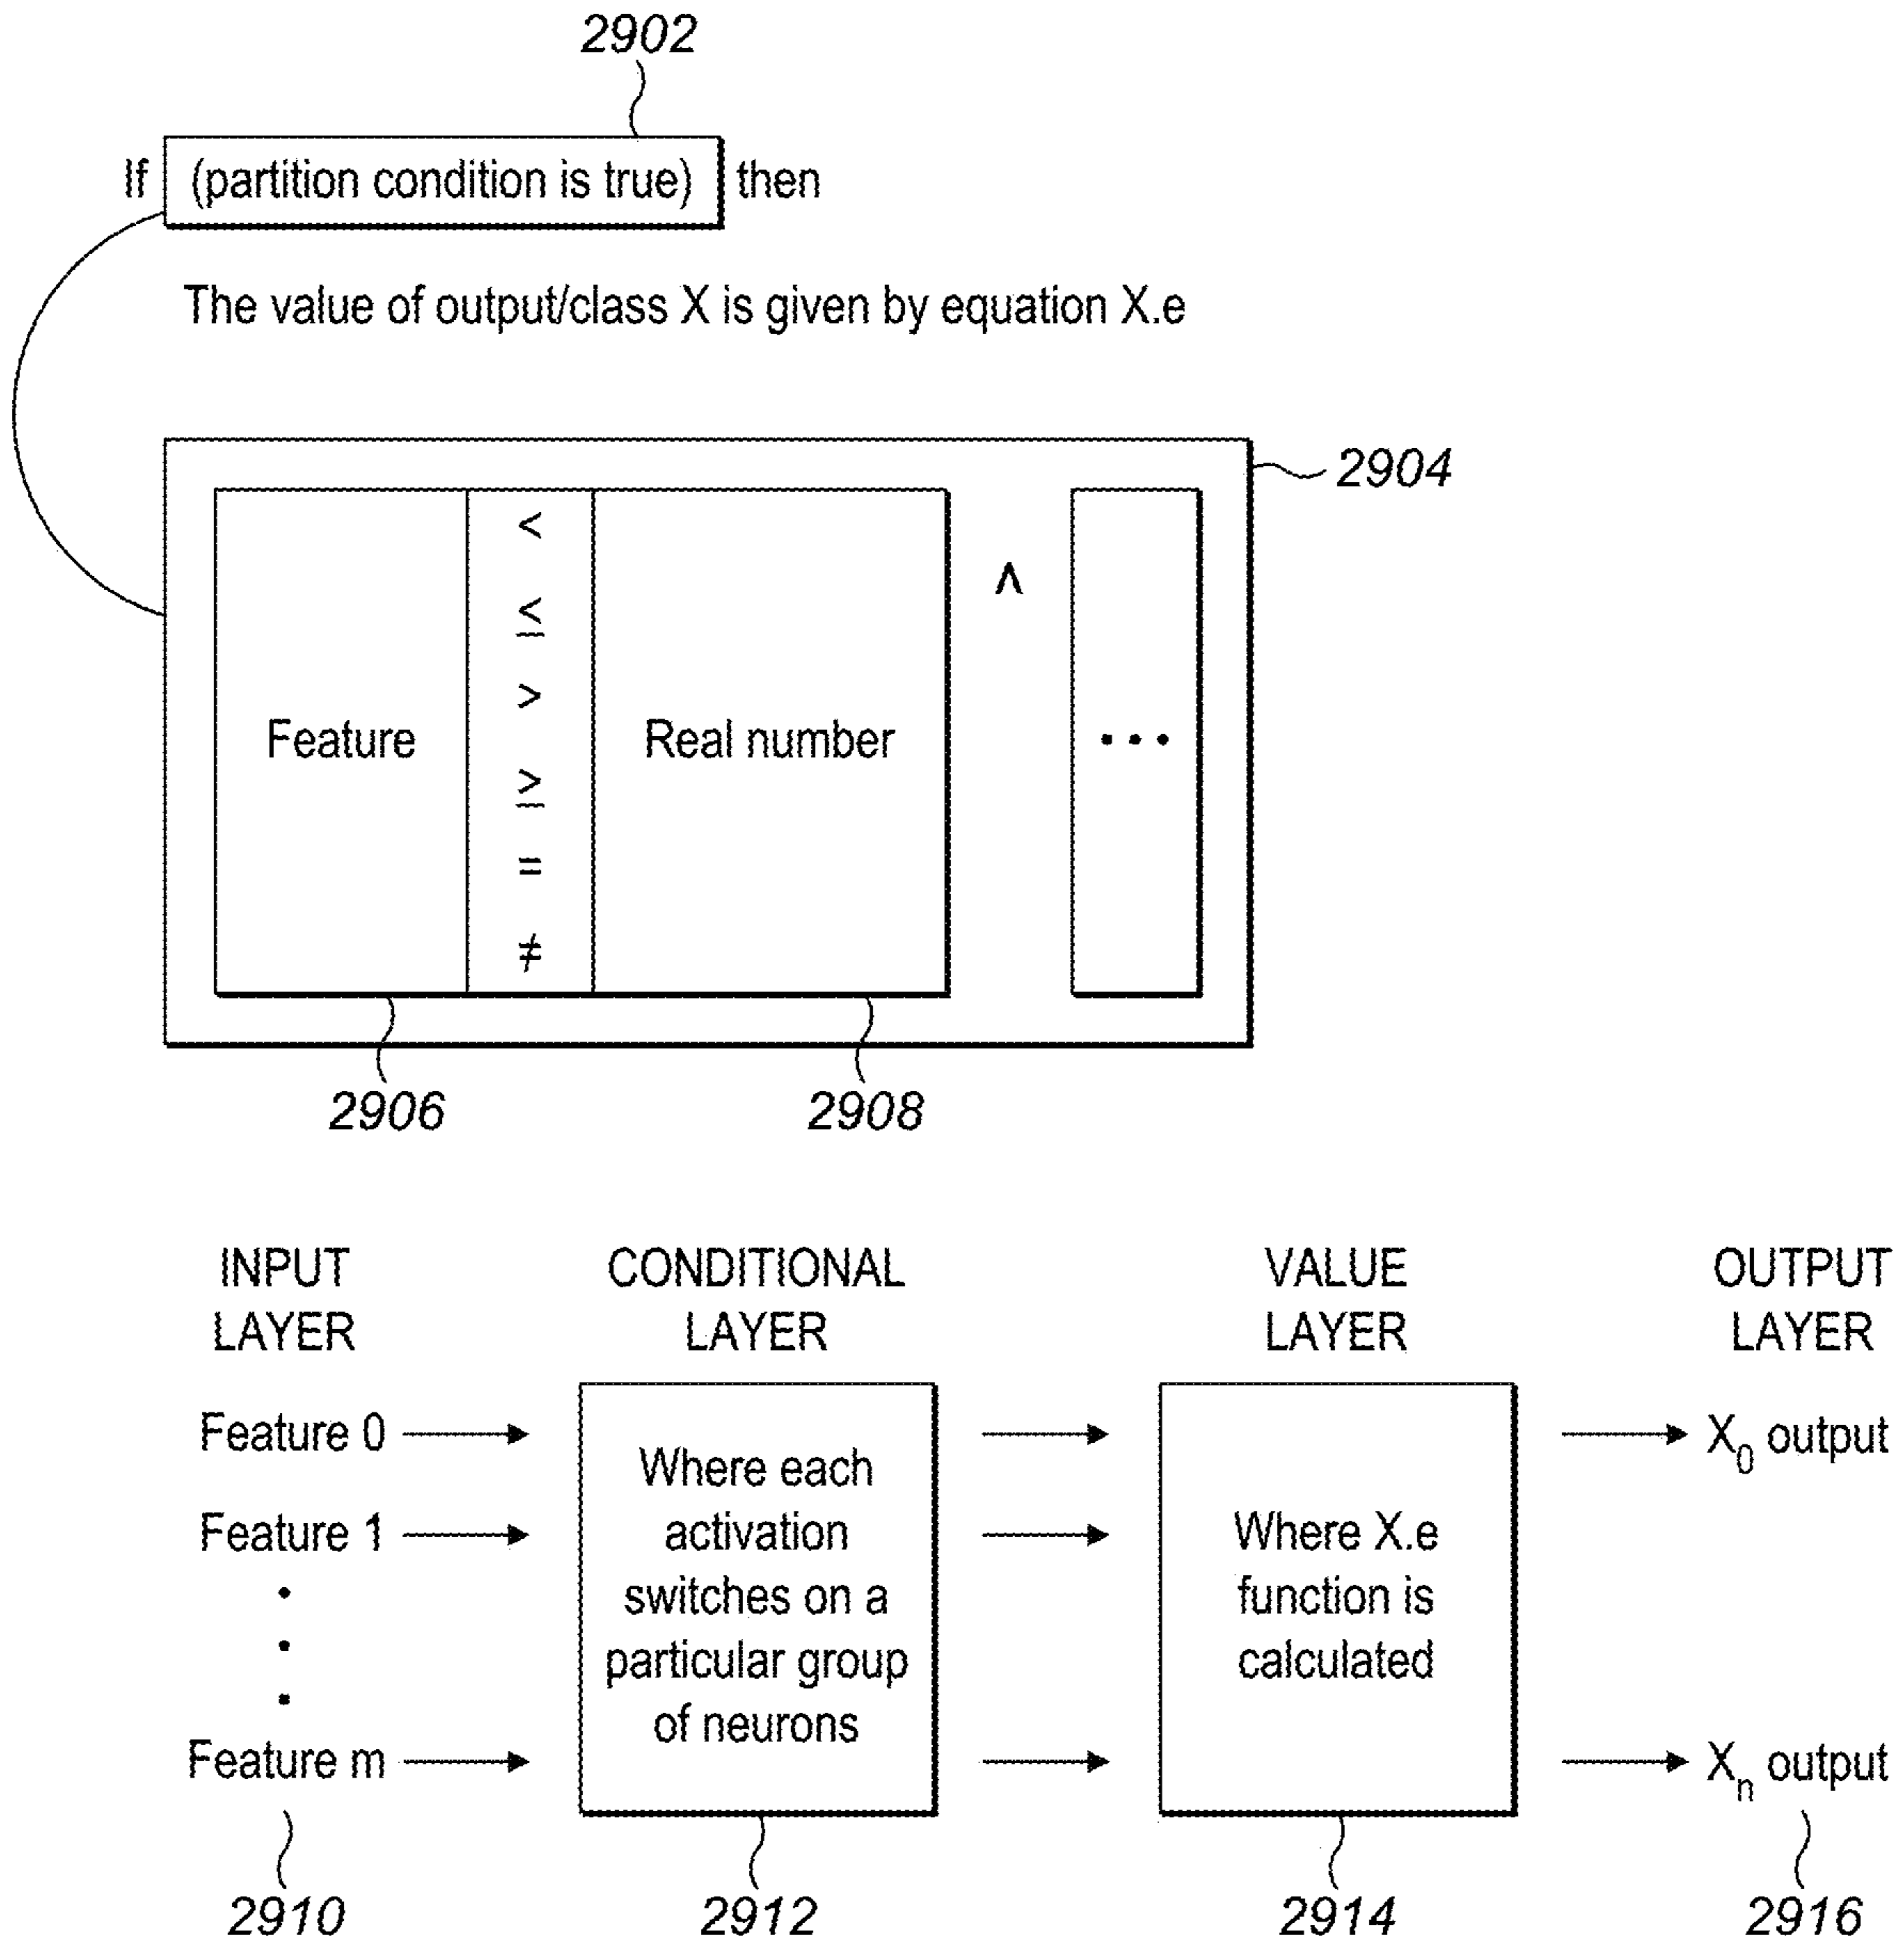 2902
If (partition condition is true) then
The value of output/class X is given by equation X.e
2904
<
≤
>
≥
=
≠
Feature
Real number
∧
...
2906
2908
INPUT LAYER
CONDITIONAL LAYER
VALUE LAYER
OUTPUT LAYER
Feature 0
Feature 1
Feature m
Where each
activation
switches on a
particular group
of neurons
Where X.e
function is
calculated
X₀ output
Xₙ output
2910
2912
2914
2916